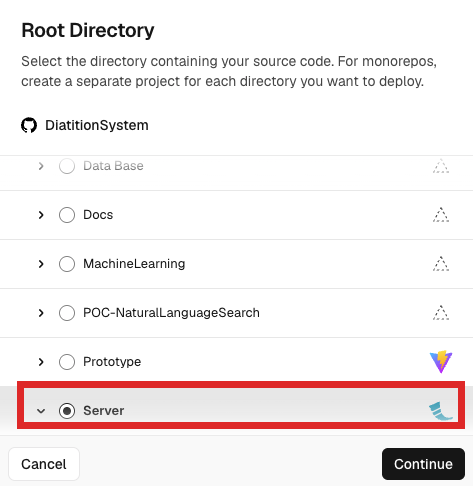 Root Directory
Select the directory containing your source code. For monorepos,
create a separate project for each directory you want to deploy.
DiatitionSystem
Data Base
Docs
MachineLearning
POC-NaturalLanguageSearch
Prototype
Server
Cancel
Continue